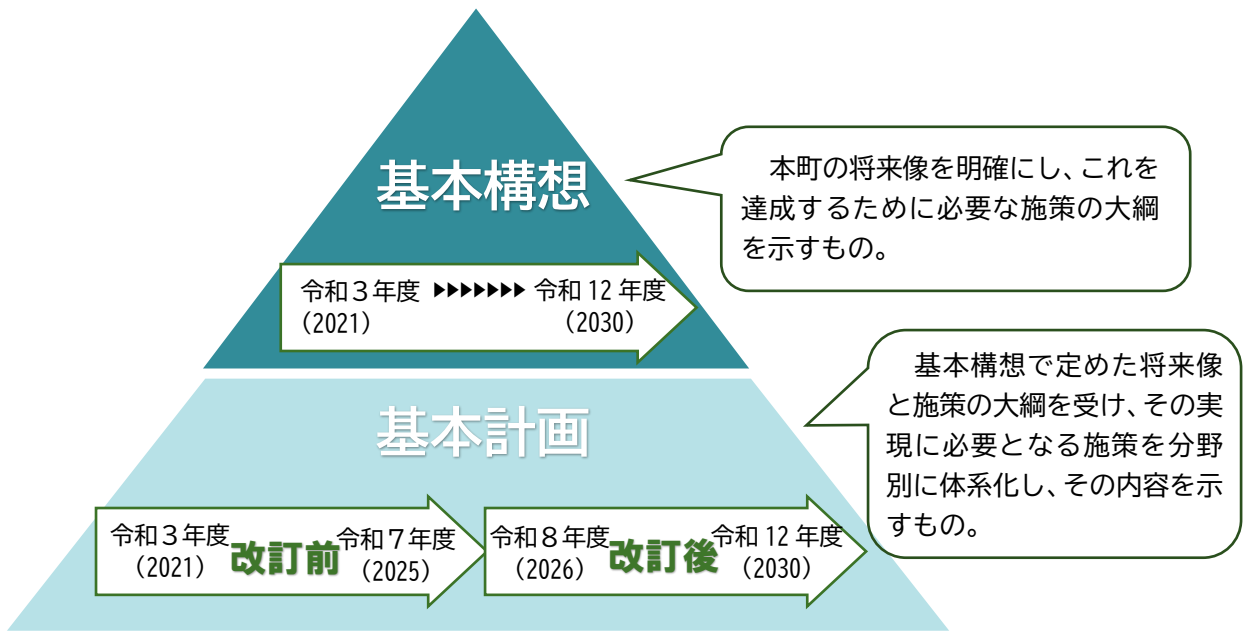 基本構想
本町の将来像を明確にし、これを
達成するために必要な施策の大綱
を示すもの。
令和３年度 ▶▶▶▶▶▶▶ 令和 12 年度
（2021） （2030）
基本計画
基本構想で定めた将来像
と施策の大綱を受け、その実
現に必要となる施策を分野
別に体系化し、その内容を示
すもの。
令和３年度 改訂前 令和７年度
（2021） （2025）
令和８年度 改訂後 令和 12 年度
（2026） （2030）